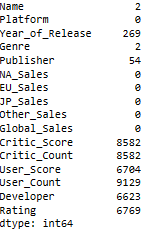 Name 2
Platform 0
Year_of_Release 269
Genre 2
Publisher 54
NA_Sales 0
EU_Sales 0
JP_Sales 0
Other_Sales 0
Global_Sales 0
Critic_Score 8582
Critic_Count 8582
User_Score 6704
User_Count 9129
Developer 6623
Rating 6769
dtype: int64